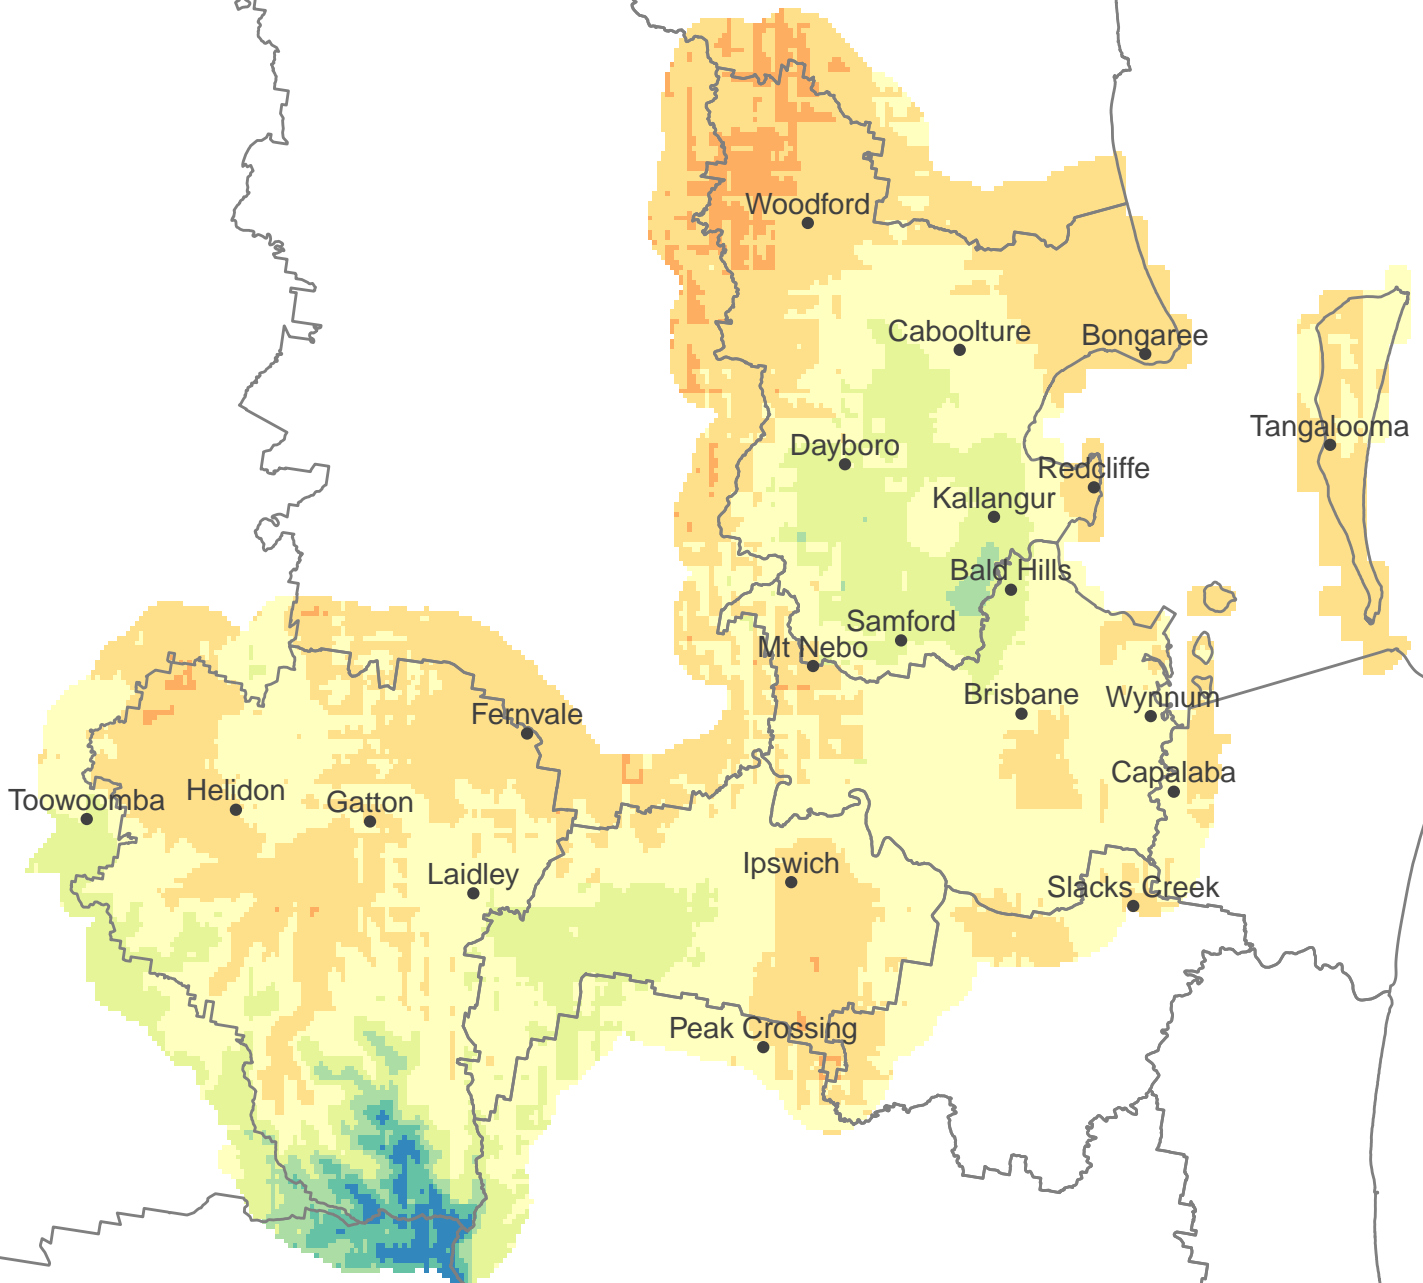 Woodford
Caboolture
Bongaree
Tangalooma
Dayboro
Redcliffe
Kallangur
Bald Hills
Samford
Mt Nebo
Brisbane
Wynnum
Fernvale
Capalaba
Toowoomba
Helidon
Gatton
Ipswich
Laidley
Slacks Creek
Peak Crossing